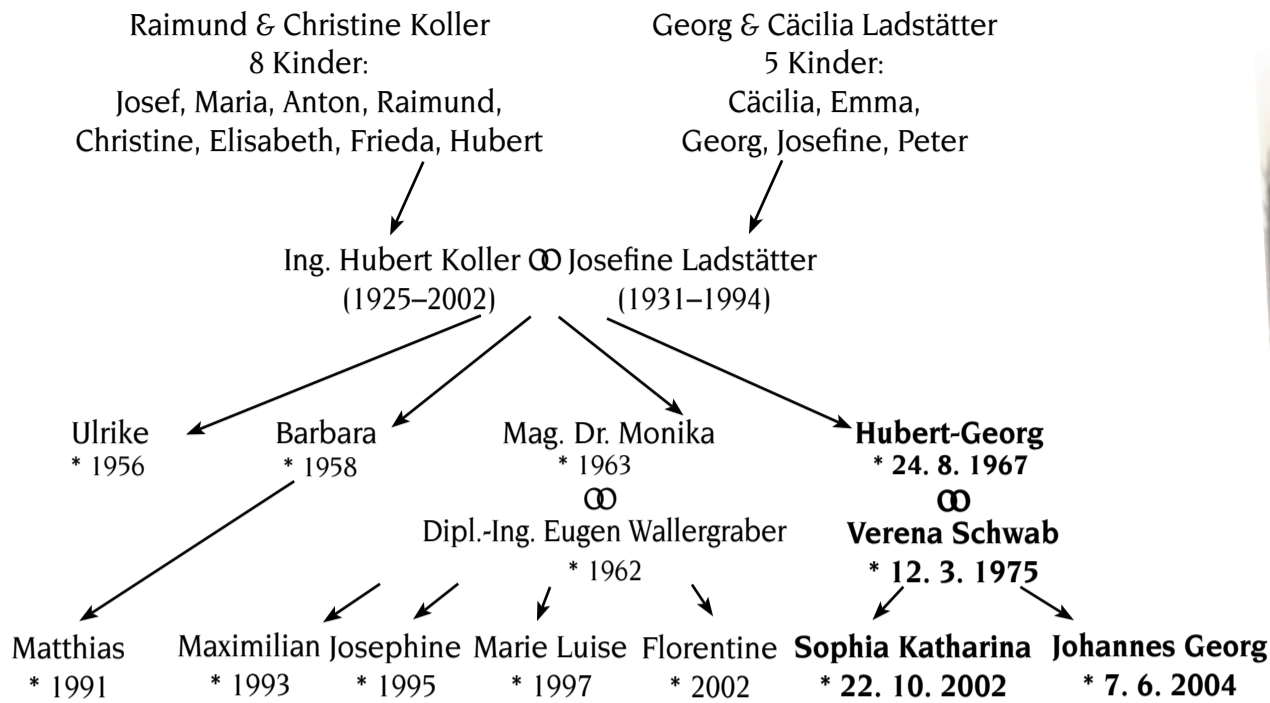 Raimund & Christine Koller
8 Kinder:
Josef, Maria, Anton, Raimund,
Christine, Elisabeth, Frieda, Hubert
Georg & Cäcilia Ladstätter
5 Kinder:
Cäcilia, Emma,
Georg, Josefine, Peter
Ing. Hubert Koller ⚭ Josefine Ladstätter
(1925–2002) (1931–1994)
Ulrike
* 1956
Barbara
* 1958
Mag. Dr. Monika
* 1963
⚭
Dipl.-Ing. Eugen Wallergraber
* 1962
Hubert-Georg
* 24. 8. 1967
⚭
Verena Schwab
* 12. 3. 1975
Matthias
* 1991
Maximilian
* 1993
Josephine
* 1995
Marie Luise
* 1997
Florentine
* 2002
Sophia Katharina
* 22. 10. 2002
Johannes Georg
* 7. 6. 2004